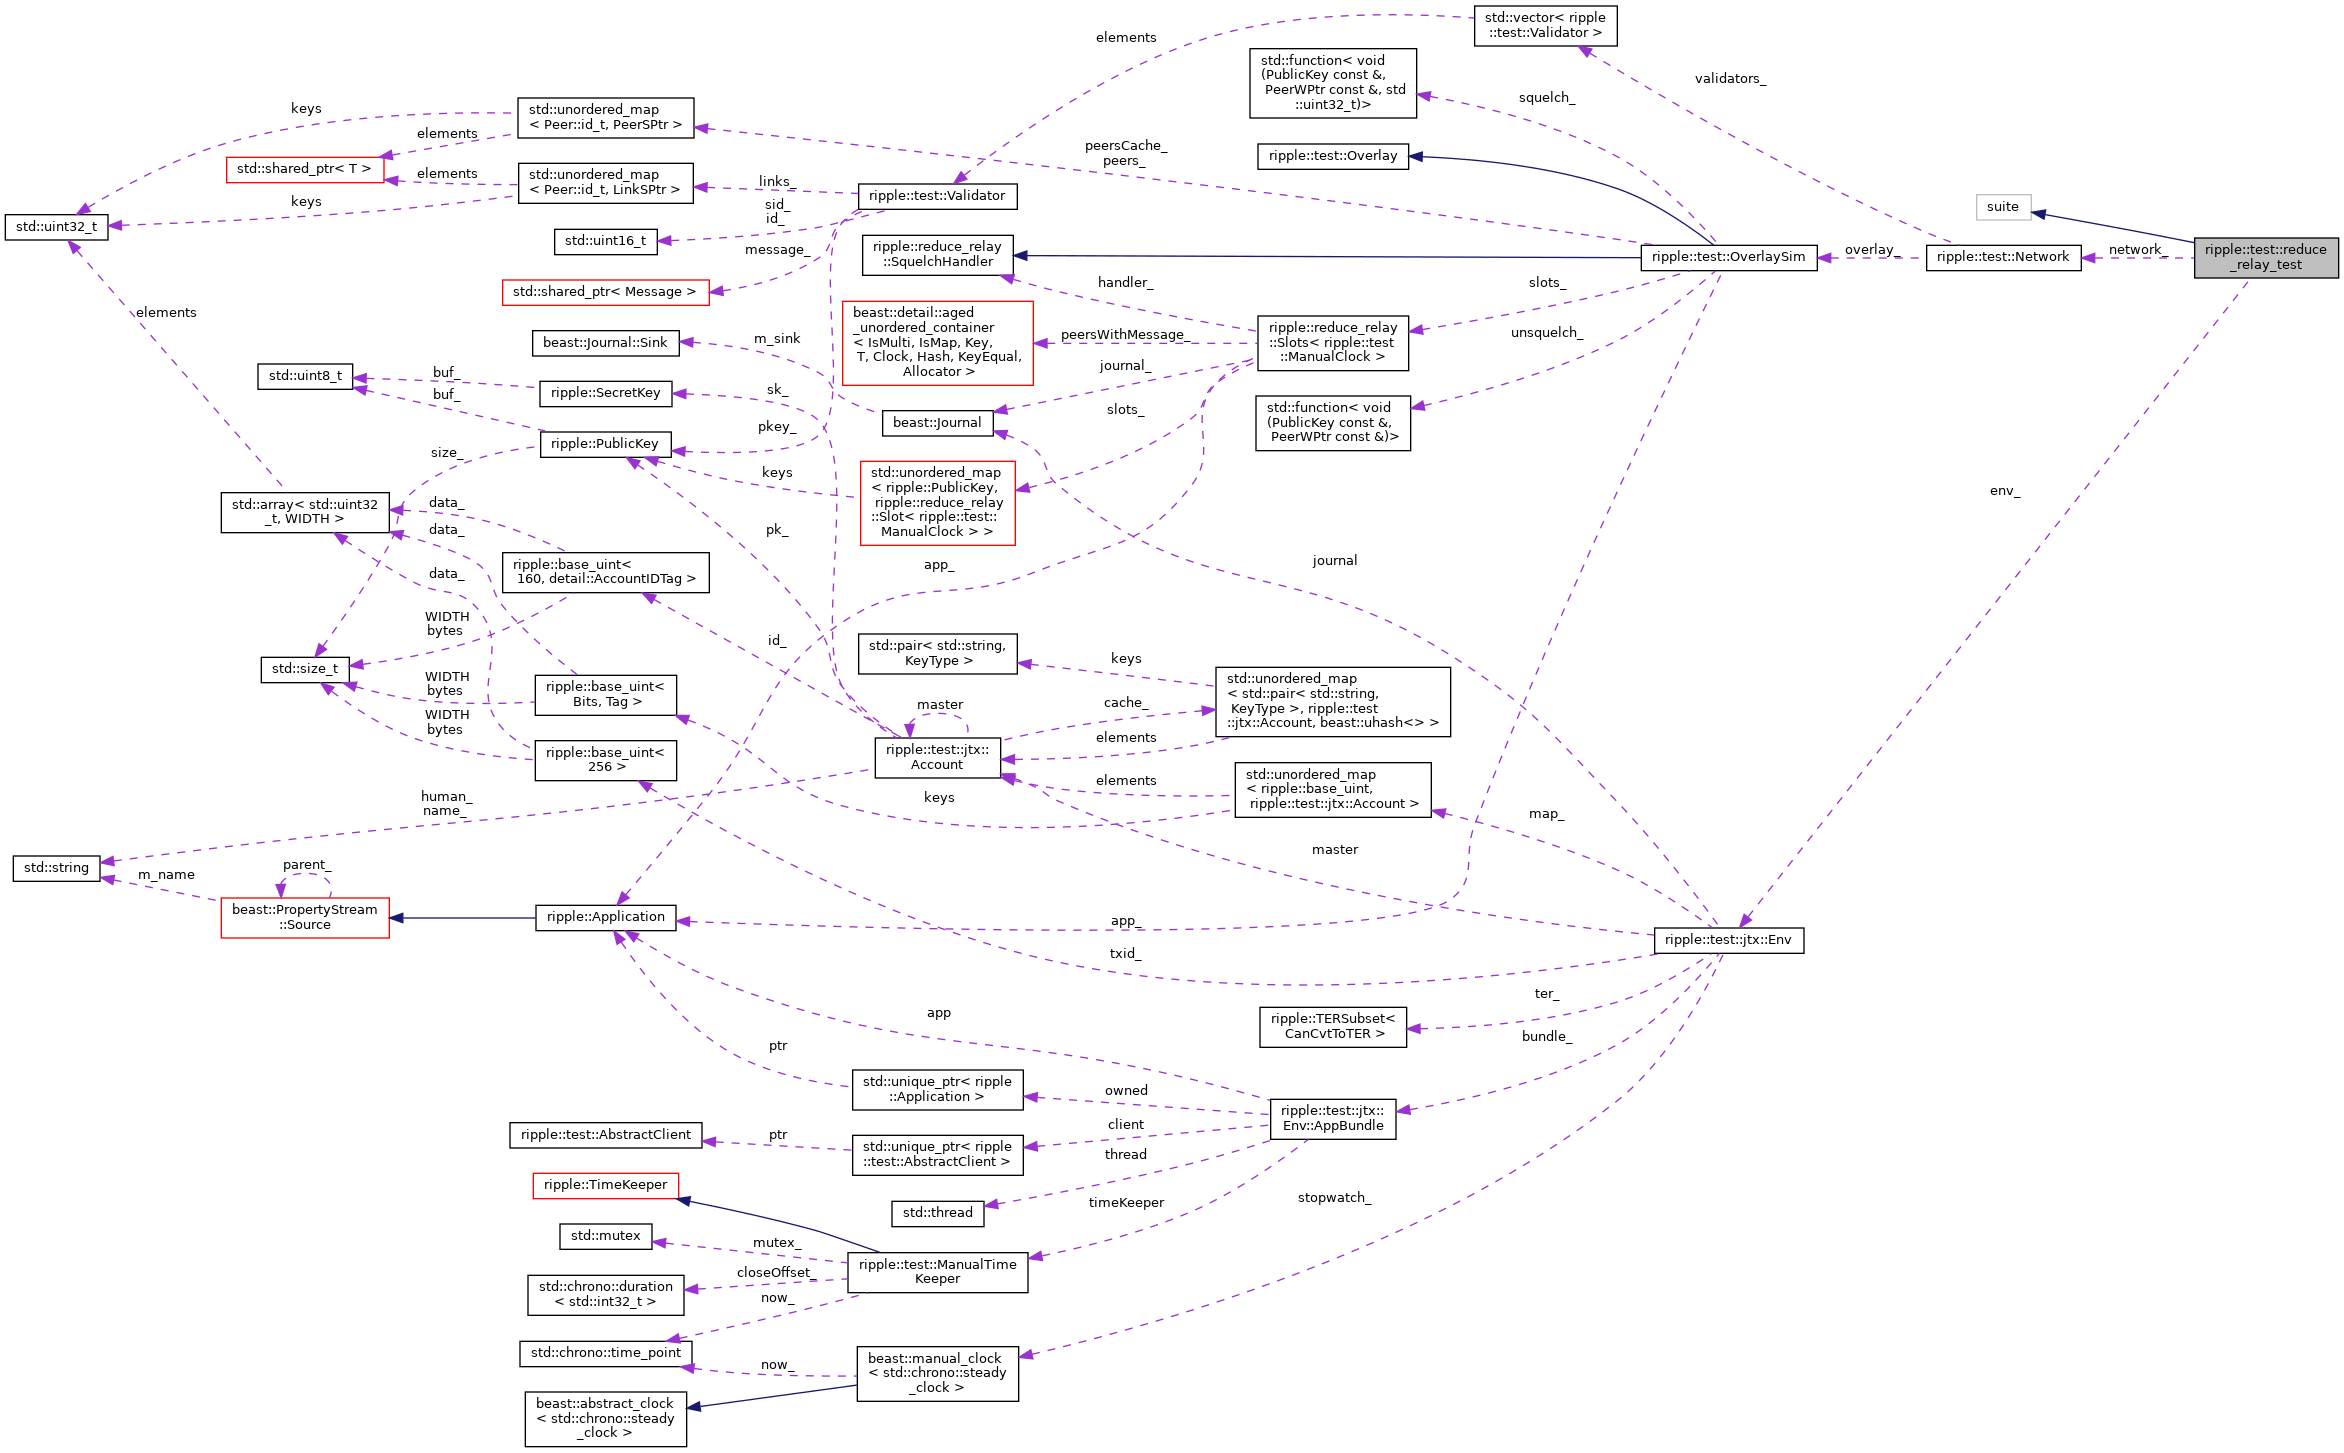 std::vector< ripple
::test::Validator >
elements
std::function< void
(PublicKey const &,
PeerWPtr const &, std
::uint32_t)>
validators_
squelch_
keys
std::unordered_map
< Peer::id_t, PeerSPtr >
elements
peersCache_
peers_
ripple::test::Overlay
std::shared_ptr< T >
std::unordered_map
< Peer::id_t, LinkSPtr >
elements
links_
ripple::test::Validator
keys
sid_
id_
suite
std::uint32_t
std::uint16_t
message_
ripple::reduce_relay
::SquelchHandler
ripple::test::OverlaySim
overlay_
ripple::test::Network
network_
ripple::test::reduce
_relay_test
std::shared_ptr< Message >
handler_
slots_
elements
beast::detail::aged
_unordered_container
< IsMulti, IsMap, Key,
T, Clock, Hash, KeyEqual,
Allocator >
peersWithMessage_
ripple::reduce_relay
::Slots< ripple::test
::ManualClock >
unsquelch_
beast::Journal::Sink
m_sink
journal_
std::uint8_t
buf_
buf_
ripple::SecretKey
sk_
slots_
std::function< void
(PublicKey const &,
PeerWPtr const &)>
beast::Journal
pkey_
ripple::PublicKey
size_
keys
std::unordered_map
< ripple::PublicKey,
ripple::reduce_relay
::Slot< ripple::test::
ManualClock > >
env_
std::array< std::uint32
_t, WIDTH >
data_
data_
data_
pk_
ripple::base_uint<
160, detail::AccountIDTag >
app_
journal
WIDTH
bytes
id_
std::pair< std::string,
KeyType >
keys
std::size_t
WIDTH
bytes
ripple::base_uint<
Bits, Tag >
std::unordered_map
< std::pair< std::string,
KeyType >, ripple::test
::jtx::Account, beast::uhash<> >
master
cache_
WIDTH
bytes
ripple::base_uint<
256 >
ripple::test::jtx::
Account
elements
elements
std::unordered_map
< ripple::base_uint,
ripple::test::jtx::Account >
keys
human_
name_
map_
master
std::string
m_name
parent_
beast::PropertyStream
::Source
ripple::Application
app_
ripple::test::jtx::Env
txid_
ter_
ripple::TERSubset<
CanCvtToTER >
app
bundle_
ptr
std::unique_ptr< ripple
::Application >
owned
ripple::test::jtx::
Env::AppBundle
client
ripple::test::AbstractClient
ptr
std::unique_ptr< ripple
::test::AbstractClient >
thread
ripple::TimeKeeper
std::thread
timeKeeper
stopwatch_
std::mutex
mutex_
ripple::test::ManualTime
Keeper
closeOffset_
std::chrono::duration
< std::int32_t >
now_
std::chrono::time_point
now_
beast::manual_clock
< std::chrono::steady
_clock >
beast::abstract_clock
< std::chrono::steady
_clock >